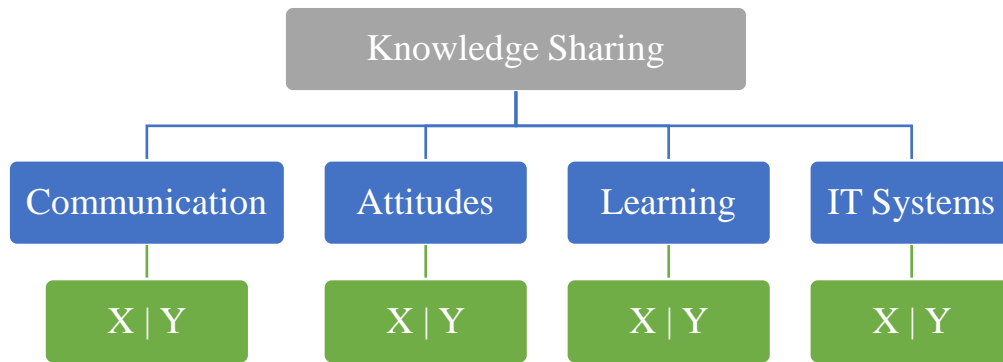 Knowledge Sharing
Communication
Attitudes
Learning
IT Systems
X | Y
X | Y
X | Y
X | Y